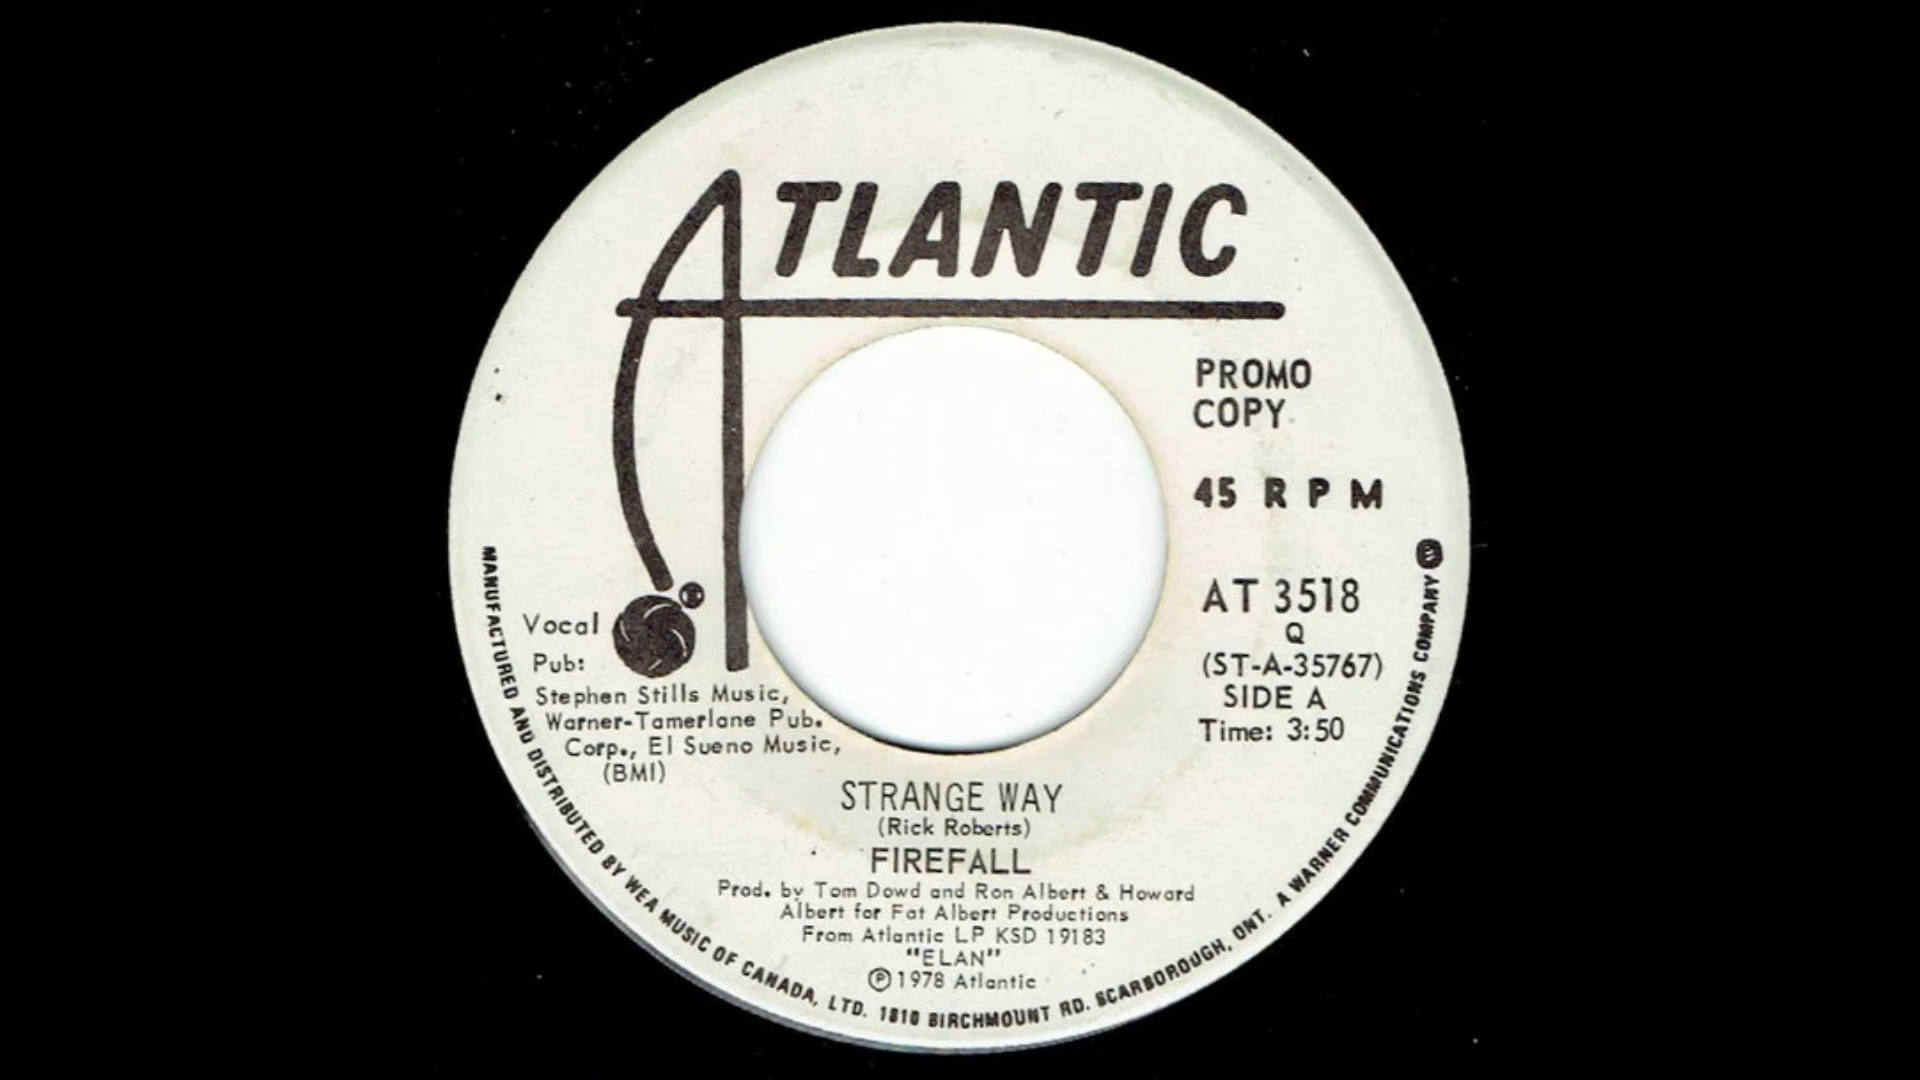 ATLANTIC
PROMO
COPY
45 RPM
AT 3518
Q
(ST-A-35767)
SIDE A
Time: 3:50
Vocal
Pub:
Stephen Stills Music,
Warner-Tamerlane Pub.
Corp., El Sueno Music,
(BMI)
STRANGE WAY
(Rick Roberts)
FIREFALL
Prod. by Tom Dowd and Ron Albert & Howard
Albert for Fat Albert Productions
From Atlantic LP KSD 19183
"ELAN"
℗ 1978 Atlantic
MANUFACTURED AND DISTRIBUTED BY WEA MUSIC OF CANADA, LTD. 1810 BIRCHMOUNT RD. SCARBOROUGH, ONT. A WARNER COMMUNICATIONS COMPANY